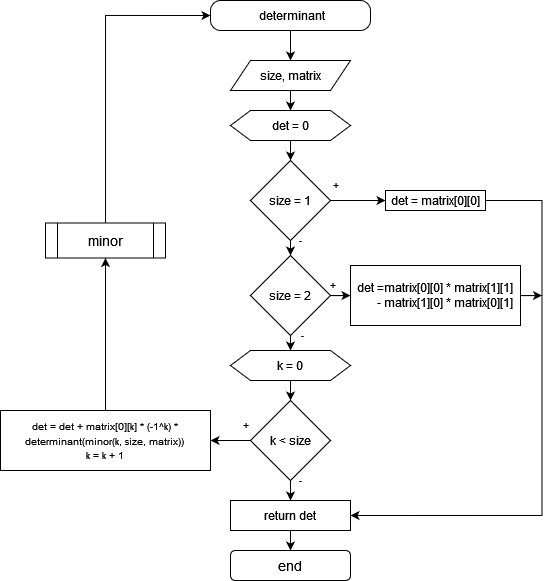 determinant
size, matrix
det = 0
size = 1
+
det = matrix[0][0]
-
minor
size = 2
+
det =matrix[0][0] * matrix[1][1]
- matrix[1][0] * matrix[0][1]
-
k = 0
det = det + matrix[0][k] * (-1^k) *
determinant(minor(k, size, matrix))
k = k + 1
+
k < size
-
return det
end